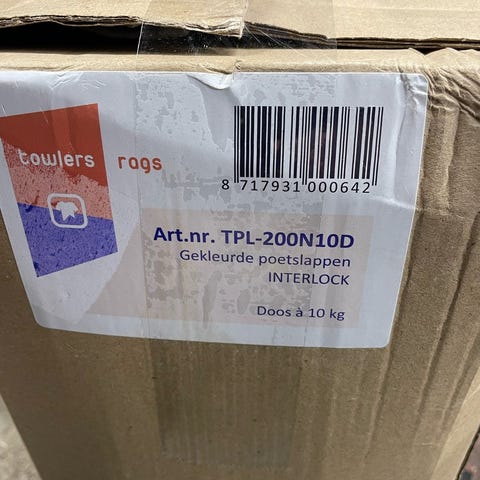 towlers rags
8 717931 000642
Art.nr. TPL-200N10D
Gekleurde poetslappen
INTERLOCK
Doos à 10 kg